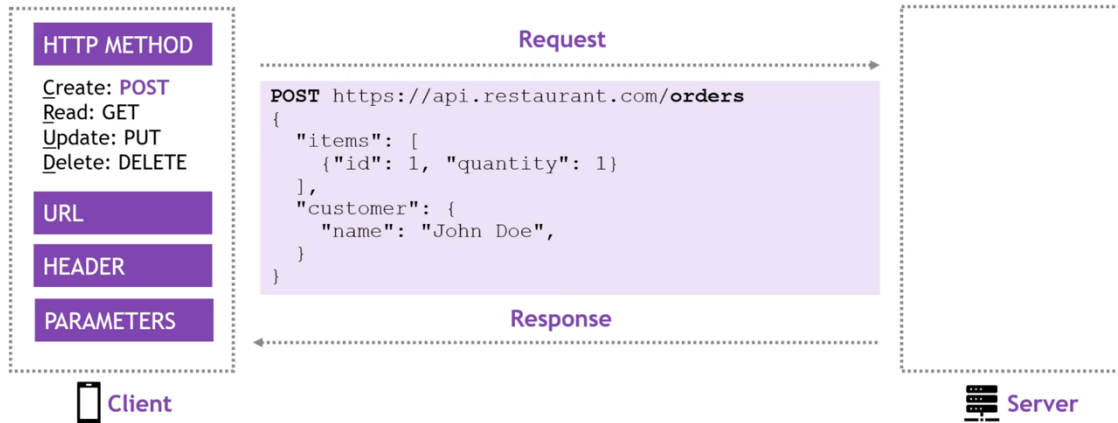 HTTP METHOD
Create: POST
Read: GET
Update: PUT
Delete: DELETE
URL
HEADER
PARAMETERS
Client
Request
POST https://api.restaurant.com/orders
{
  "items": [
    {"id": 1, "quantity": 1}
  ],
  "customer": {
    "name": "John Doe",
  }
}
Response
Server